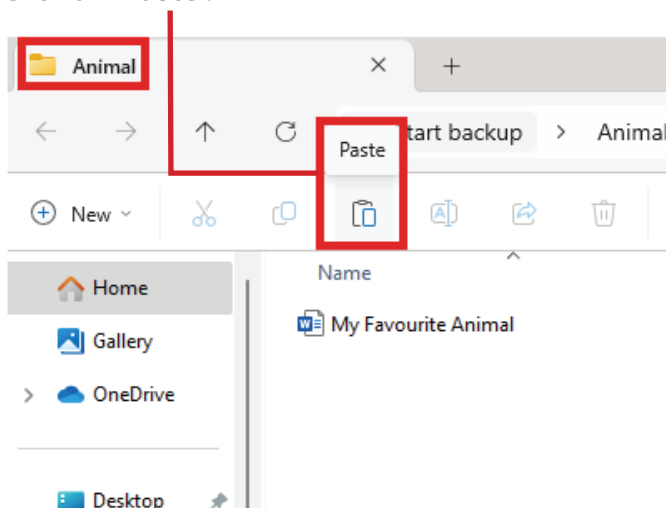 Animal
Paste
tart backup > Animal
New
Home
Name
My Favourite Animal
Gallery
OneDrive
Desktop